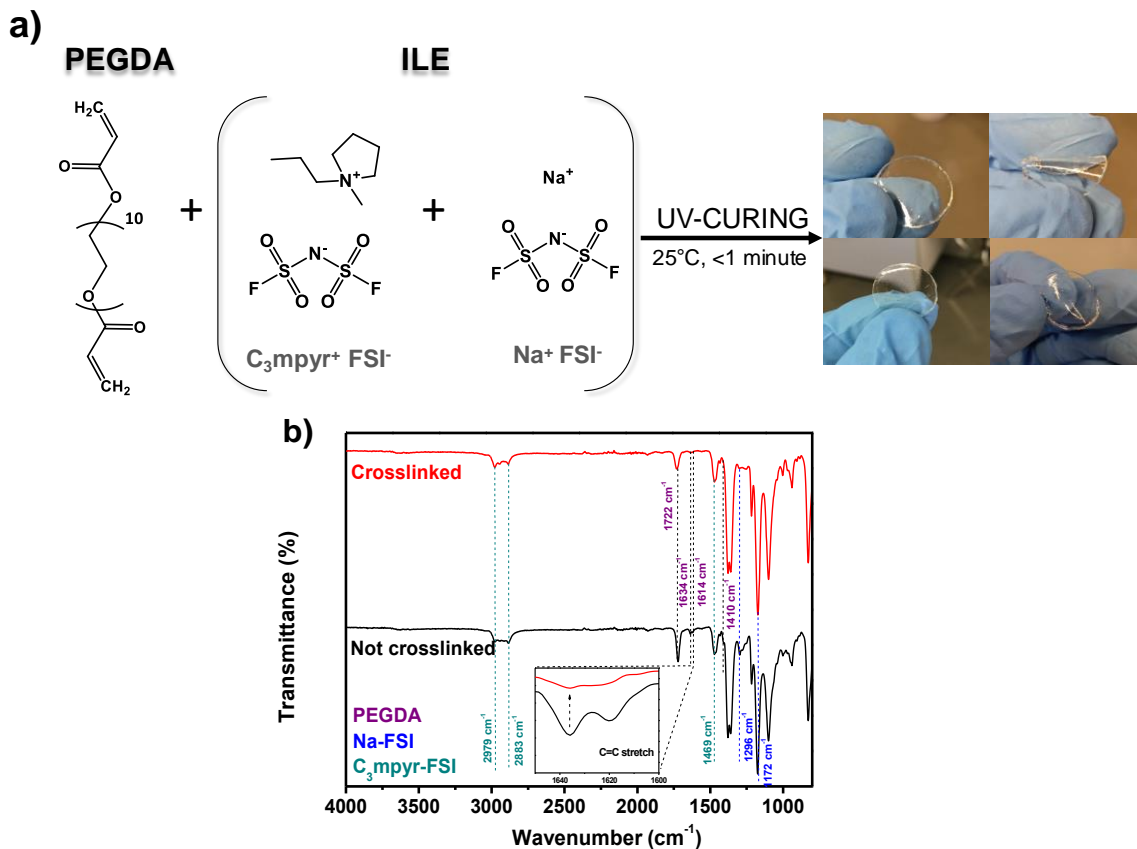 a)
PEGDA
ILE
H₂C
O
O
10
O
O
CH₂
+
N⁺
N⁻
S
S
O
O
O
O
F
F
C₃mpyr⁺ FSI⁻
+
Na⁺
N⁻
S
S
O
O
O
O
F
F
Na⁺ FSI⁻
UV-CURING
25°C, <1 minute
b)
Transmittance (%)
Crosslinked
Not crosslinked
PEGDA
Na-FSI
C₃mpyr-FSI
2979 cm⁻¹
2883 cm⁻¹
1722 cm⁻¹
1634 cm⁻¹
1614 cm⁻¹
1469 cm⁻¹
1410 cm⁻¹
1296 cm⁻¹
1172 cm⁻¹
C=C stretch
1640 1620 1600
4000 3500 3000 2500 2000 1500 1000
Wavenumber (cm⁻¹)